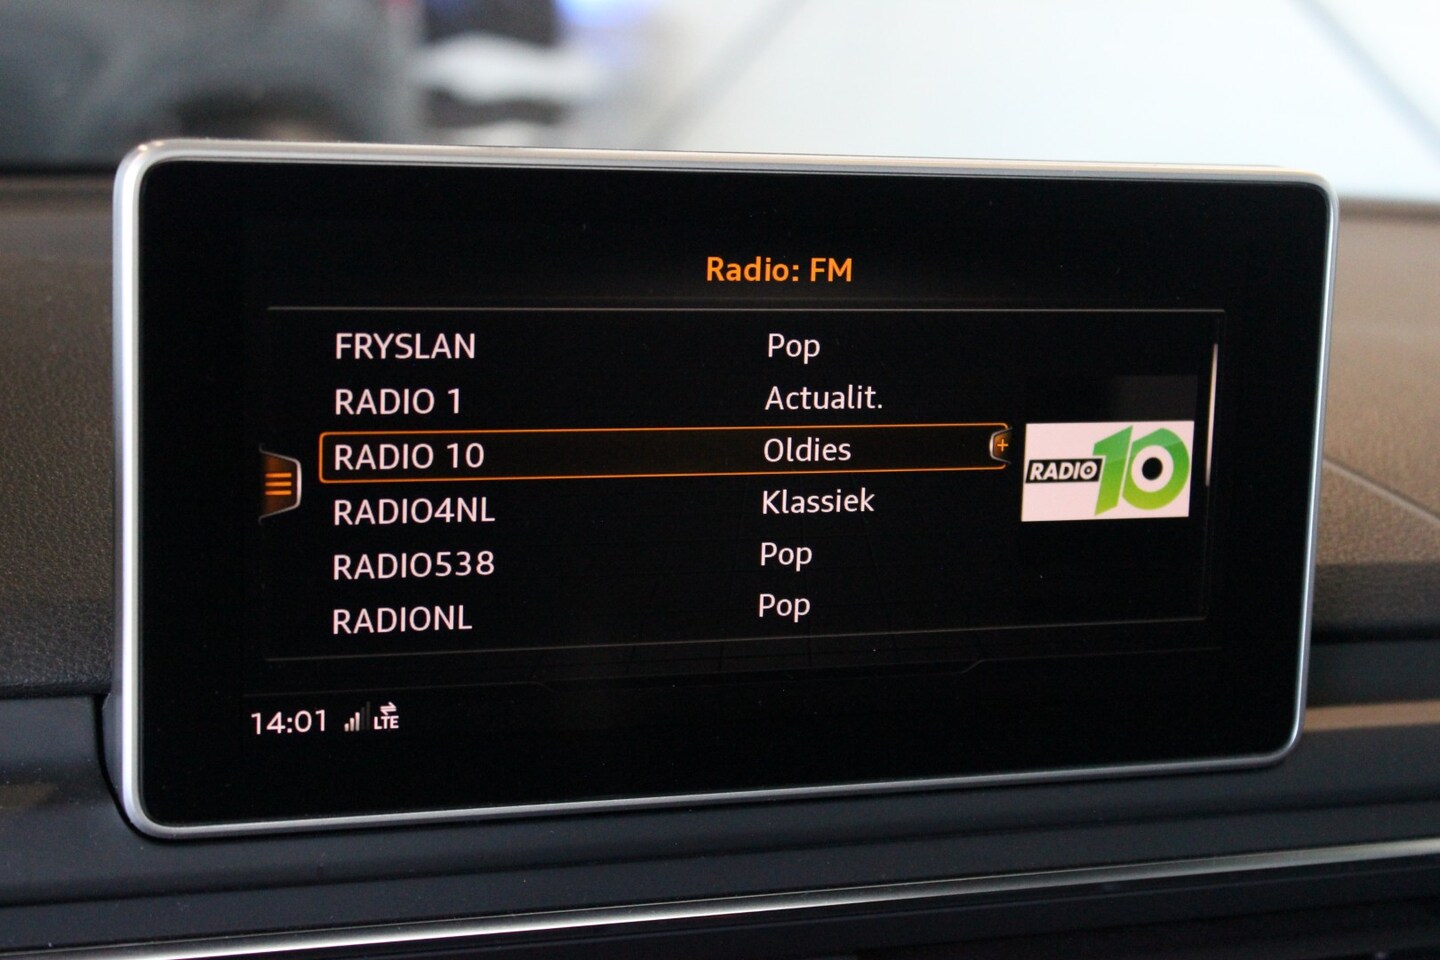 Radio: FM
FRYSLAN Pop
RADIO 1 Actualit.
RADIO 10 Oldies +
RADIO 10
RADIO4NL Klassiek
RADIO538 Pop
RADIONL Pop
14:01 LTE